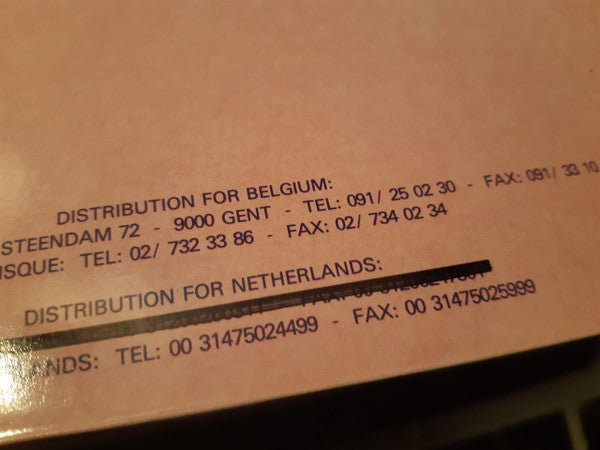 DISTRIBUTION FOR BELGIUM:
STEENDAM 72 - 9000 GENT - TEL: 091/ 25 02 30 - FAX: 091/ 33 10
TEL: 02/ 732 33 86 - FAX: 02/ 734 02 34
DISTRIBUTION FOR NETHERLANDS:
LANDS: TEL: 00 31475024499 - FAX: 00 31475025999